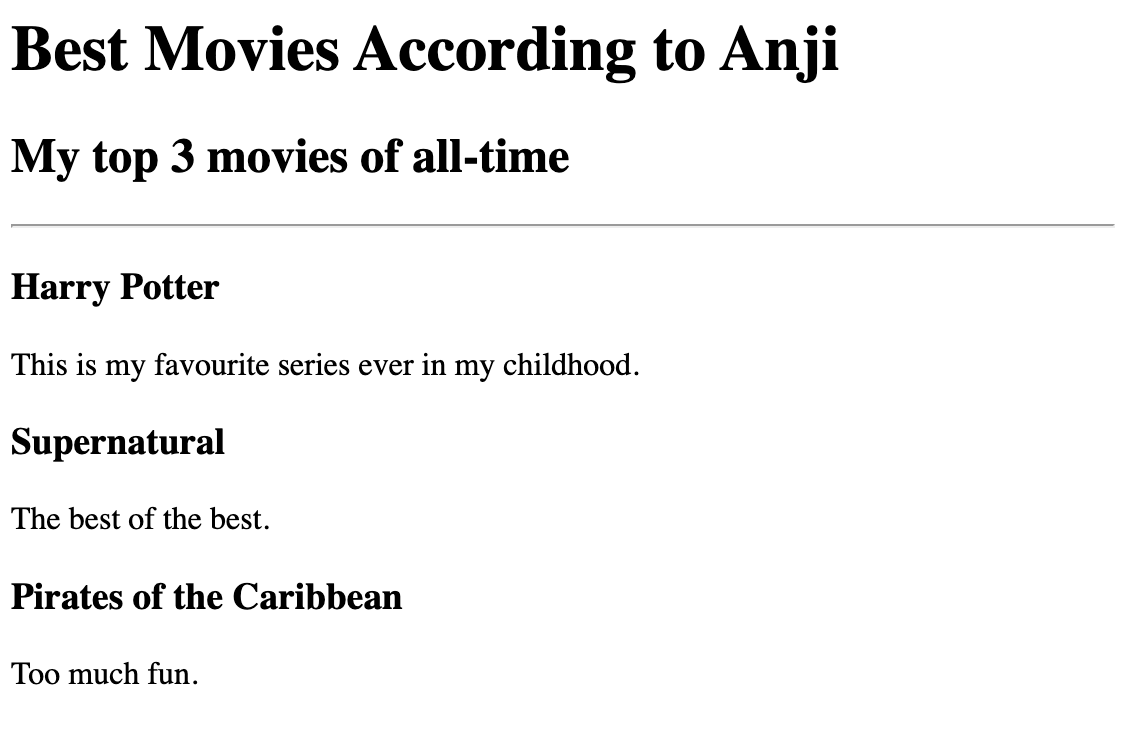 Best Movies According to Anji
My top 3 movies of all-time
Harry Potter
This is my favourite series ever in my childhood.
Supernatural
The best of the best.
Pirates of the Caribbean
Too much fun.